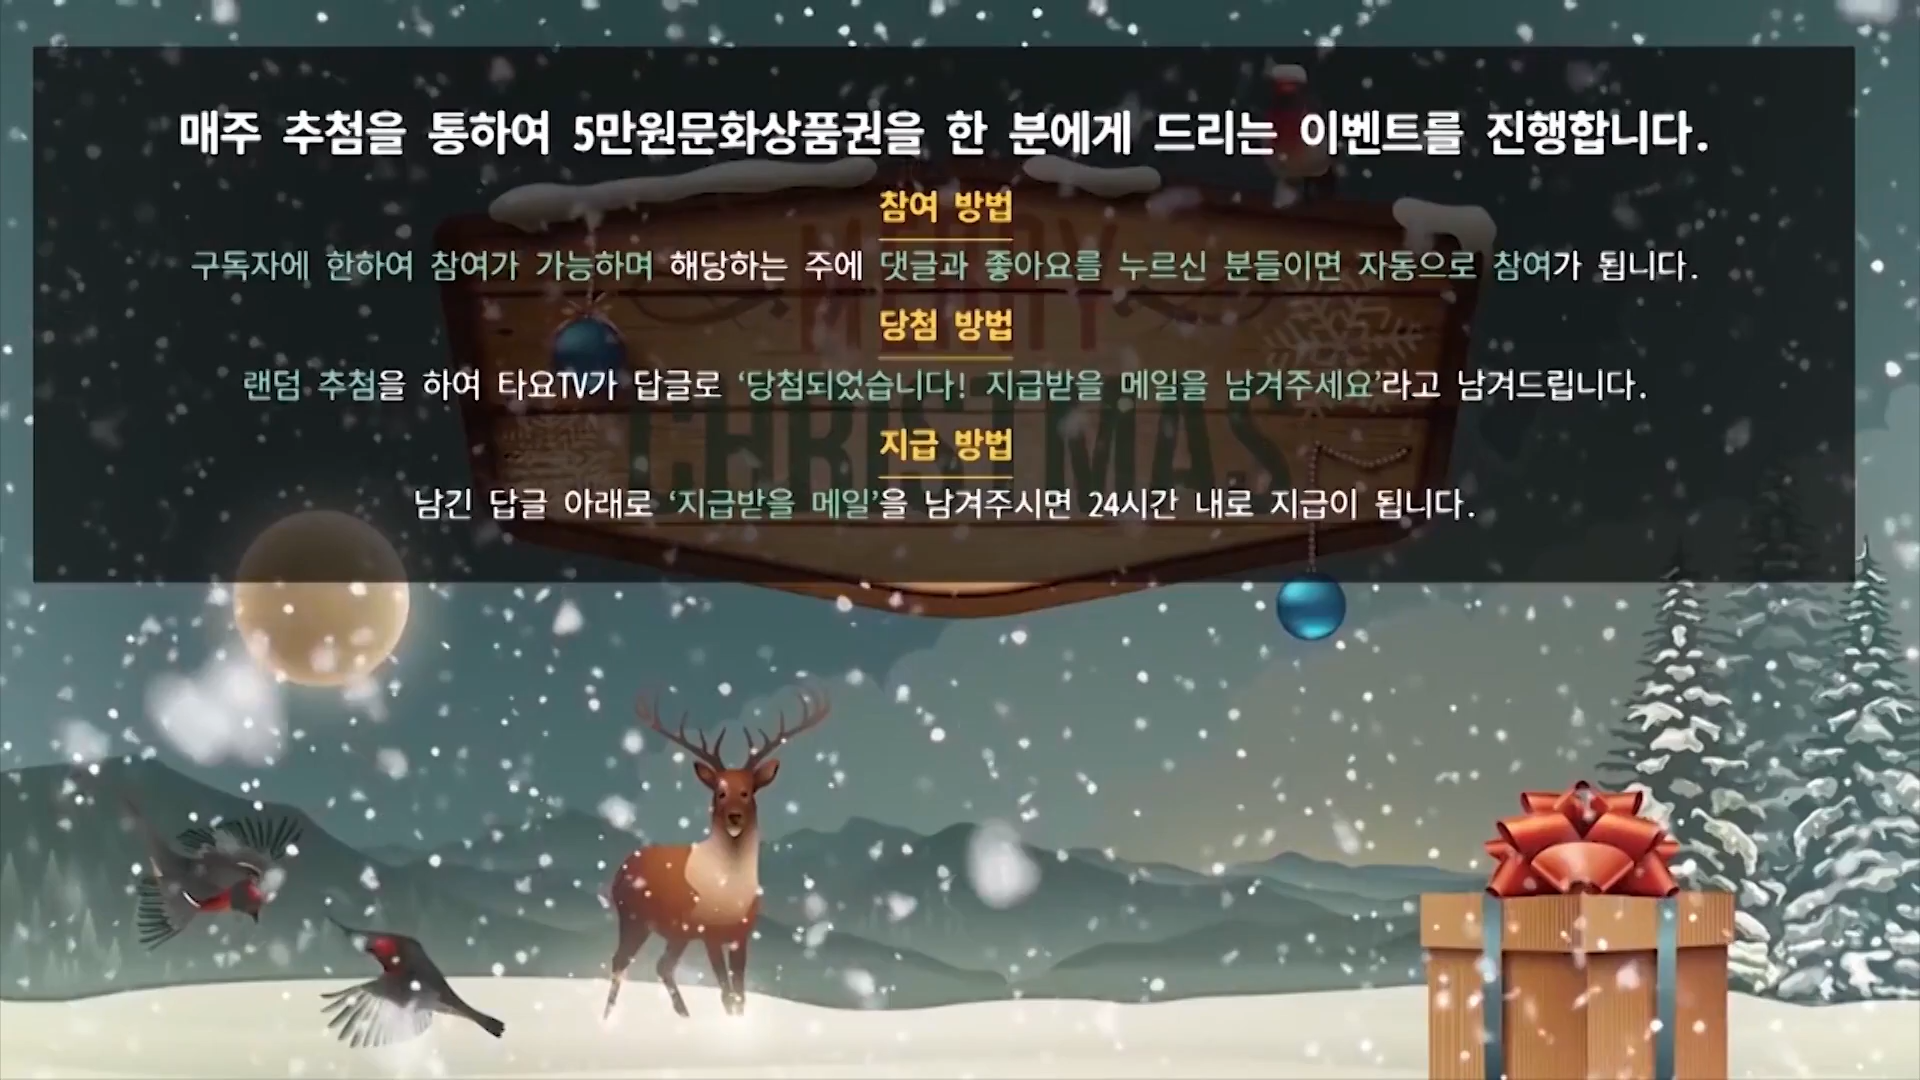 매주 추첨을 통하여 5만원문화상품권을 한 분에게 드리는 이벤트를 진행합니다.
참여 방법
구독자에 한하여 참여가 가능하며 해당하는 주에 댓글과 좋아요를 누르신 분들이면 자동으로 참여가 됩니다.
당첨 방법
랜덤 추첨을 하여 타요TV가 답글로 ‘당첨되었습니다! 지급받을 메일을 남겨주세요’라고 남겨드립니다.
지급 방법
남긴 답글 아래로 ‘지급받을 메일’을 남겨주시면 24시간 내로 지급이 됩니다.
MERRY
CHRISTMAS